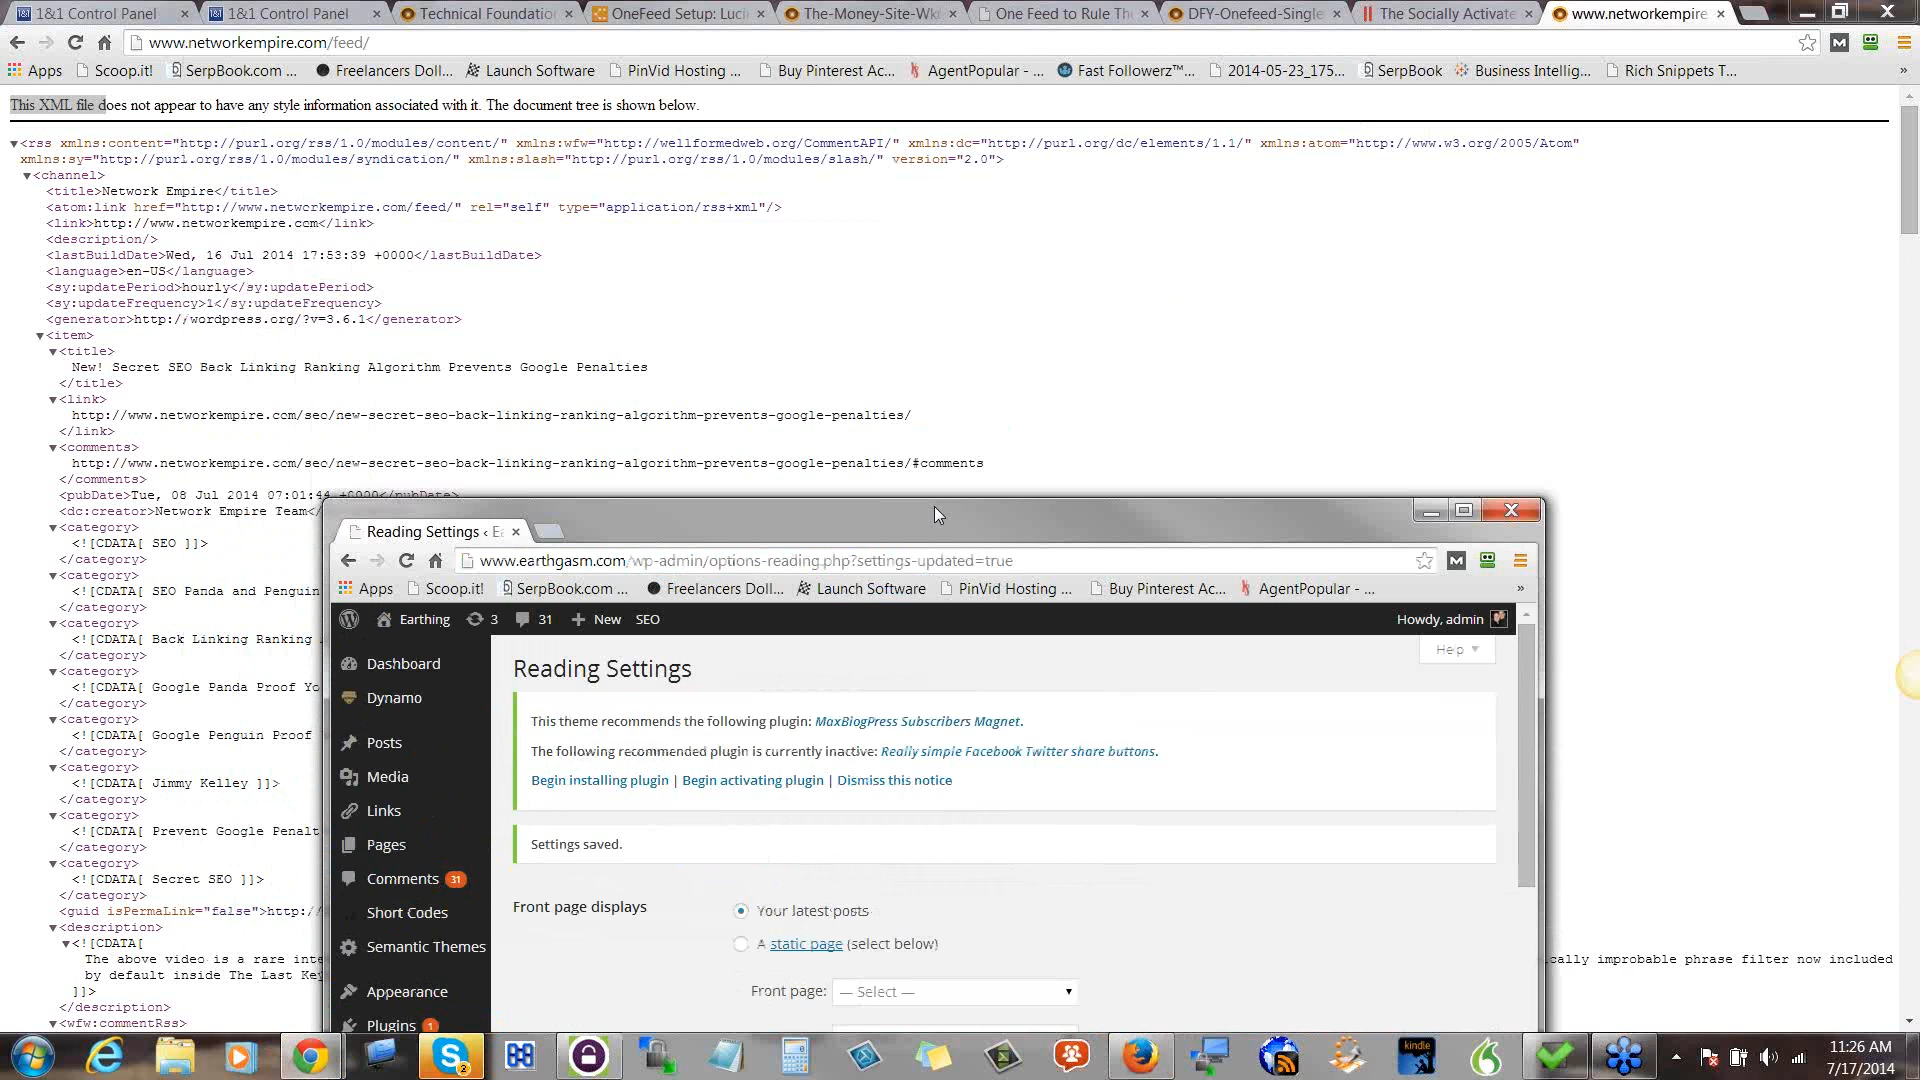 1&1 Control Panel
1&1 Control Panel
Technical Foundatio
OneFeed Setup: Luci
The-Money-Site-Wk
One Feed to Rule Th
DFY-Onefeed-Single
The Socially Activate
www.networkempire
www.networkempire.com/feed/
Apps
Scoop.it!
SerpBook.com ...
Freelancers Doll...
Launch Software
PinVid Hosting ...
Buy Pinterest Ac...
AgentPopular - ...
Fast Followerz™...
2014-05-23_175...
SerpBook
Business Intellig...
Rich Snippets T...
This XML file does not appear to have any style information associated with it. The document tree is shown below.
<rss xmlns:content="http://purl.org/rss/1.0/modules/content/" xmlns:wfw="http://wellformedweb.org/CommentAPI/" xmlns:dc="http://purl.org/dc/elements/1.1/" xmlns:atom="http://www.w3.org/2005/Atom"
xmlns:sy="http://purl.org/rss/1.0/modules/syndication/" xmlns:slash="http://purl.org/rss/1.0/modules/slash/" version="2.0">
<channel>
<title>Network Empire</title>
<atom:link href="http://www.networkempire.com/feed/" rel="self" type="application/rss+xml"/>
<link>http://www.networkempire.com</link>
<description/>
<lastBuildDate>Wed, 16 Jul 2014 17:53:39 +0000</lastBuildDate>
<language>en-US</language>
<sy:updatePeriod>hourly</sy:updatePeriod>
<sy:updateFrequency>1</sy:updateFrequency>
<generator>http://wordpress.org/?v=3.6.1</generator>
<item>
<title>
New! Secret SEO Back Linking Ranking Algorithm Prevents Google Penalties
</title>
<link>
http://www.networkempire.com/seo/new-secret-seo-back-linking-ranking-algorithm-prevents-google-penalties/
</link>
<comments>
http://www.networkempire.com/seo/new-secret-seo-back-linking-ranking-algorithm-prevents-google-penalties/#comments
</comments>
<pubDate>Tue, 08 Jul 2014 07:01:44 +0000</pubDate>
<dc:creator>Network Empire Team</
<category>
<![CDATA[ SEO ]]>
</category>
<category>
<![CDATA[ SEO Panda and Penguin
</category>
<category>
<![CDATA[ Back Linking Ranking
</category>
<category>
<![CDATA[ Google Panda Proof Yo
</category>
<category>
<![CDATA[ Google Penguin Proof
</category>
<category>
<![CDATA[ Jimmy Kelley ]]>
</category>
<category>
<![CDATA[ Prevent Google Penalt
</category>
<category>
<![CDATA[ Secret SEO ]]>
</category>
<guid isPermaLink="false">http:/
<description>
<![CDATA[
The above video is a rare inte
cally improbable phrase filter now included
by default inside The Last Key
]]>
</description>
<wfw:commentRss>
Reading Settings ‹ Ea
www.earthgasm.com/wp-admin/options-reading.php?settings-updated=true
Apps
Scoop.it!
SerpBook.com ...
Freelancers Doll...
Launch Software
PinVid Hosting ...
Buy Pinterest Ac...
AgentPopular - ...
Earthing
3
31
New
SEO
Howdy, admin
Help
Dashboard
Dynamo
Posts
Media
Links
Pages
Comments 31
Short Codes
Semantic Themes
Appearance
Plugins 1
Reading Settings
This theme recommends the following plugin: MaxBlogPress Subscribers Magnet.
The following recommended plugin is currently inactive: Really simple Facebook Twitter share buttons.
Begin installing plugin | Begin activating plugin | Dismiss this notice
Settings saved.
Front page displays
Your latest posts
A static page (select below)
Front page: — Select —
2
kindle
11:26 AM
7/17/2014